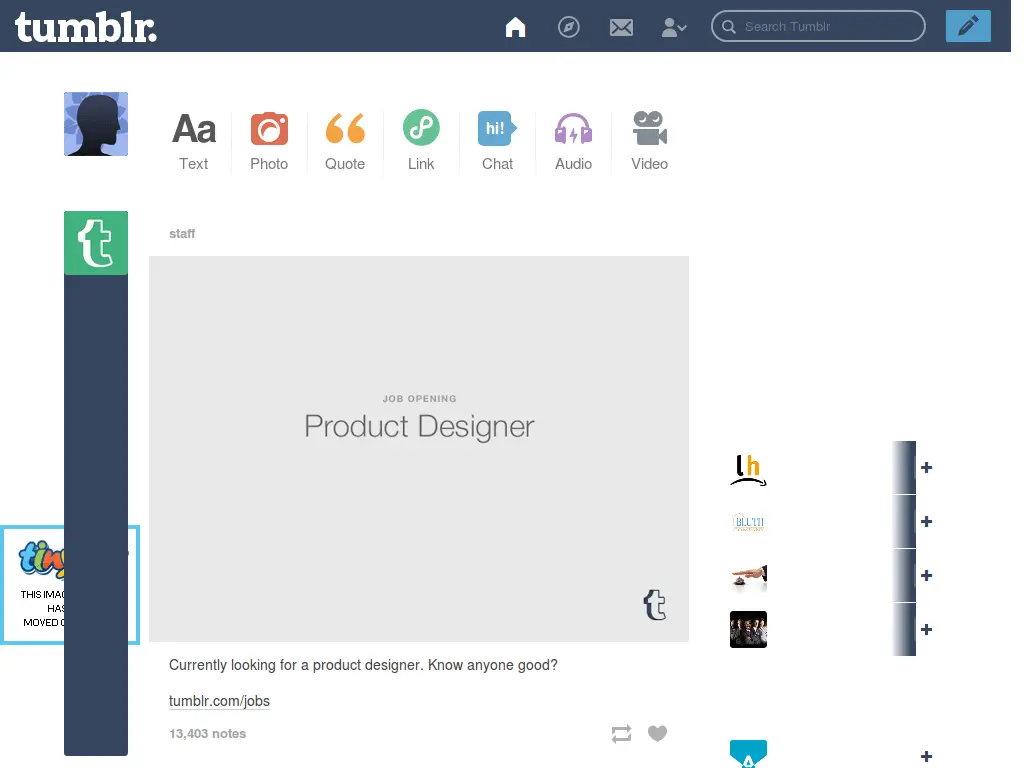 tumblr.
Search Tumblr
Aa
hi!
Text
Photo
Quote
Link
Chat
Audio
Video
t
staff
JOB OPENING
Product Designer
t
lh
BLUTH
tiny
THIS IMAG
HAS
MOVED O
Currently looking for a product designer. Know anyone good?
tumblr.com/jobs
13,403 notes